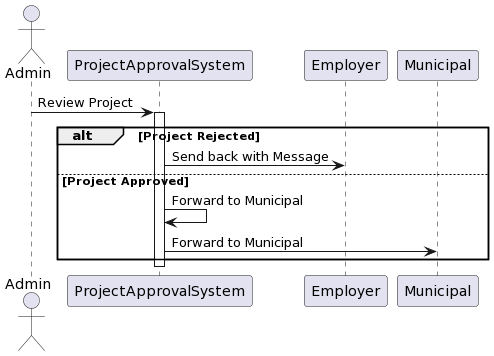 Admin
ProjectApprovalSystem Employer Municipal
Review Project
alt [Project Rejected]
Send back with Message
[Project Approved]
Forward to Municipal
Forward to Municipal
Admin
ProjectApprovalSystem Employer Municipal